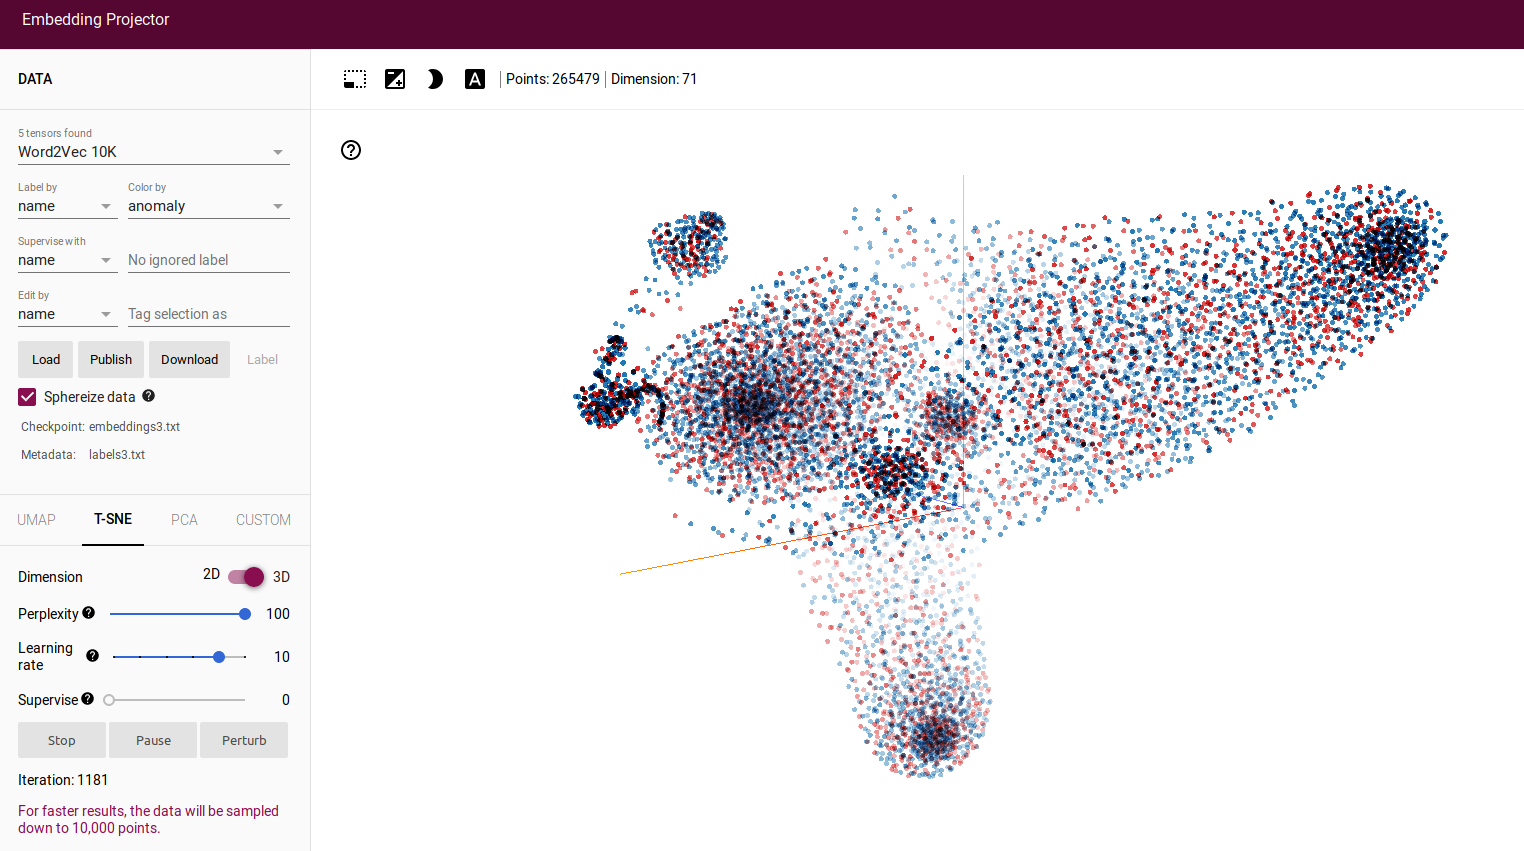 Embedding Projector
DATA
Points: 265479
Dimension: 71
5 tensors found
Word2Vec 10K
Label by
Color by
name
anomaly
Supervise with
name
No ignored label
Edit by
name
Tag selection as
Load
Publish
Download
Label
Sphereize data
Checkpoint: embeddings3.txt
Metadata: labels3.txt
UMAP
T-SNE
PCA
CUSTOM
Dimension
2D
3D
Perplexity
100
Learning
rate
10
Supervise
0
Stop
Pause
Perturb
Iteration: 1181
For faster results, the data will be sampled
down to 10,000 points.